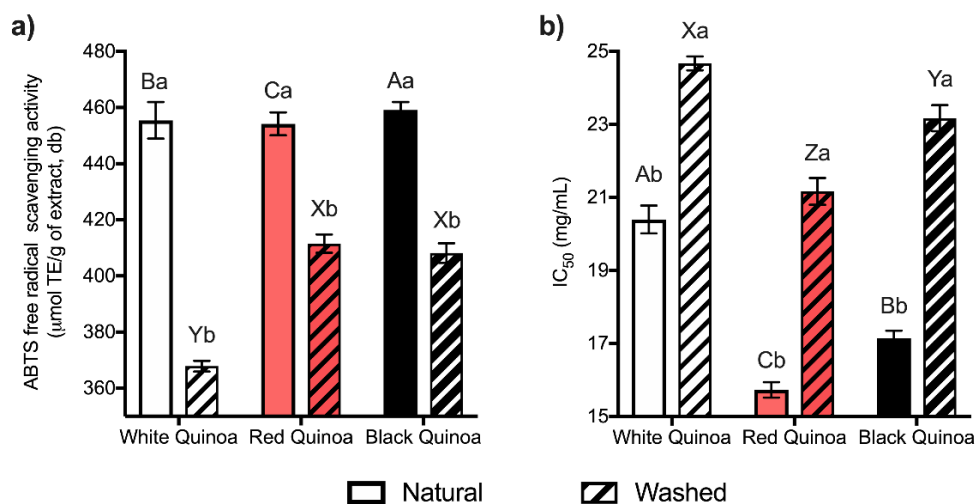 a)
ABTS free radical scavenging activity
(μmol TE/g of extract, db)
480
460
440
420
400
380
360
Ba
Yb
Ca
Xb
Aa
Xb
White Quinoa Red Quinoa Black Quinoa
b)
IC50 (mg/mL)
25
23
21
19
17
15
Ab
Xa
Cb
Za
Bb
Ya
White Quinoa Red Quinoa Black Quinoa
Natural Washed